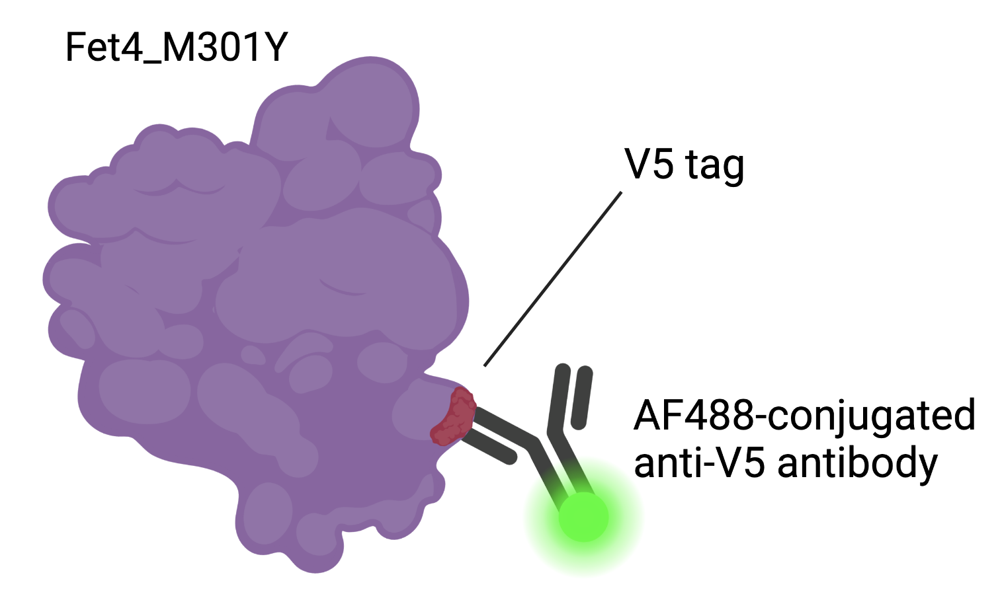 Fet4_M301Y
V5 tag
AF488-conjugated
anti-V5 antibody